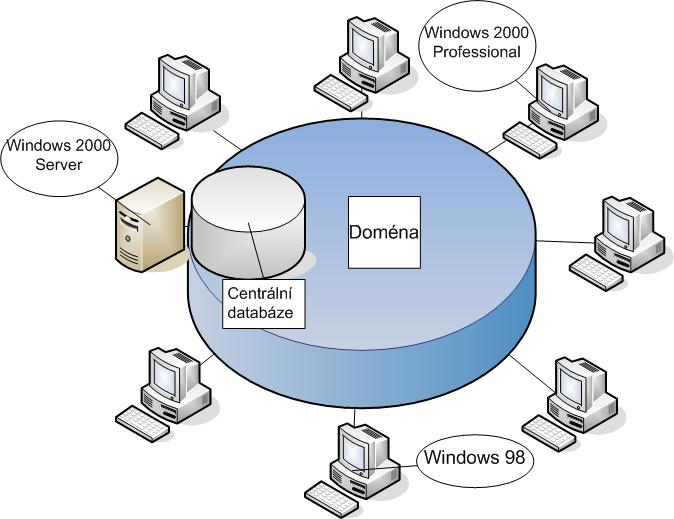 Windows 2000
Professional
Windows 2000
Server
Doména
Centrální
databáze
Windows 98